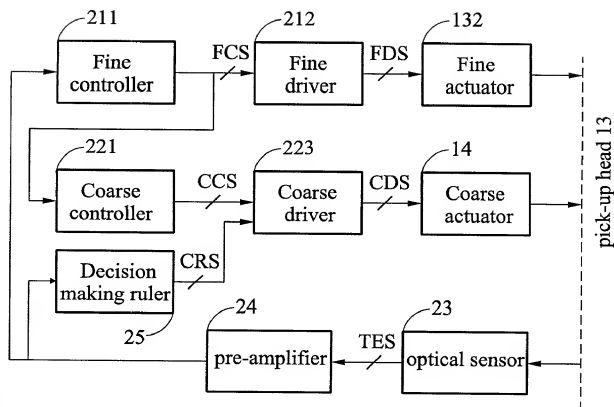 211
212
132
Fine
controller
FCS
Fine
driver
FDS
Fine
actuator
221
223
14
Coarse
controller
CCS
Coarse
driver
CDS
Coarse
actuator
pick-up head 13
Decision
making ruler
CRS
25
24
23
pre-amplifier
TES
optical sensor